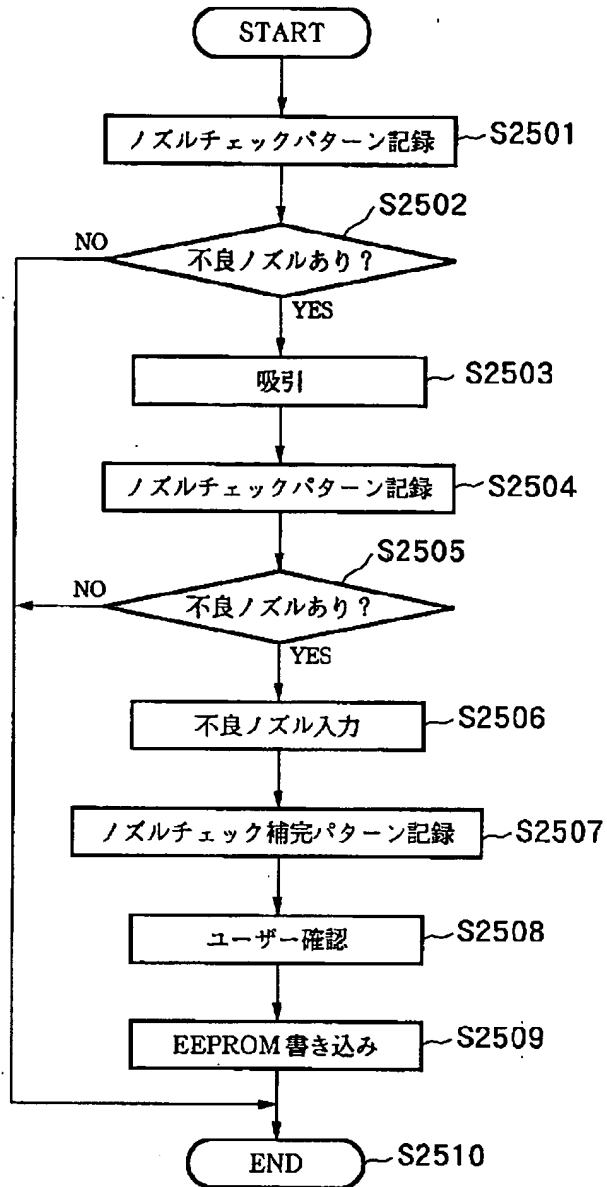 START
ノズルチェックパターン記録
S2501
S2502
NO
不良ノズルあり?
YES
吸引
S2503
ノズルチェックパターン記録
S2504
S2505
NO
不良ノズルあり?
YES
不良ノズル入力
S2506
ノズルチェック補完パターン記録
S2507
ユーザー確認
S2508
EEPROM書き込み
S2509
END
S2510